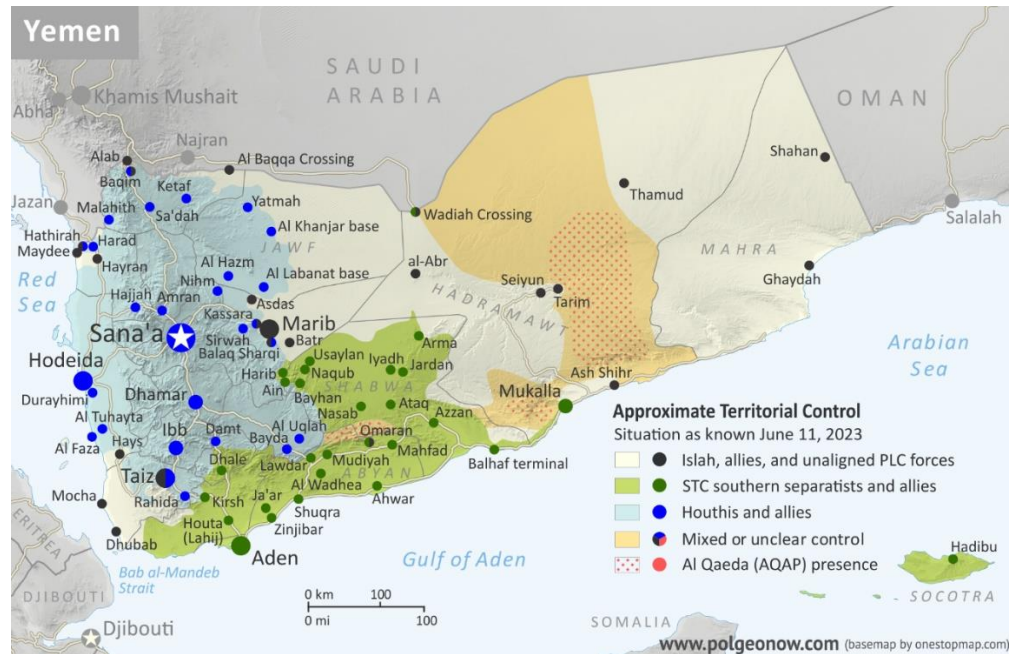 Yemen
SAUDI
ARABIA
OMAN
Khamis Mushait
Abha
Najran
Jazan
Alab
Al Baqqa Crossing
Baqim
Ketaf
Malahith
Sa'dah
Yatmah
Wadiah Crossing
Thamud
Shahan
Salalah
Al Khanjar base
Hathirah
Harad
Maydee
Hayran
JAWF
MAHRA
Ghaydah
Red
Sea
Al Hazm
Nihm
Al Labanat base
al-Abr
Seiyun
Tarim
HADRAMAWT
Hajjah
Amran
Asdas
Kassara
Marib
Sana'a
Sirwah
Batr
Balaq Sharqi
Arma
Arabian
Sea
Hodeida
Usaylan
Iyadh
Harib
Naqub
Jardan
Ain
SHABWA
Ash Shihr
Durayhimi
Dhamar
Bayhan
Mukalla
Nasab
Ataq
Azzan
Al Tuhayta
Ibb
Damt
Al Uqlah
Omaran
Al Faza
Hays
Bayda
Mahfad
Balhaf terminal
Dhale
Lawdar
Mudiyah
ABYAN
Taiz
Al Wadhea
Ahwar
Rahida
Kirsh
Ja'ar
Shuqra
Mocha
Houta
(Lahij)
Zinjibar
Dhubab
Aden
Gulf of Aden
ERITREA
Bab al-Mandeb
Strait
DJIBOUTI
Djibouti
0 km 100
0 mi 100
SOMALIA
Approximate Territorial Control
Situation as known June 11, 2023
Islah, allies, and unaligned PLC forces
STC southern separatists and allies
Houthis and allies
Mixed or unclear control
Al Qaeda (AQAP) presence
Hadibu
SOCOTRA
www.polgeonow.com (basemap by onestopmap.com)